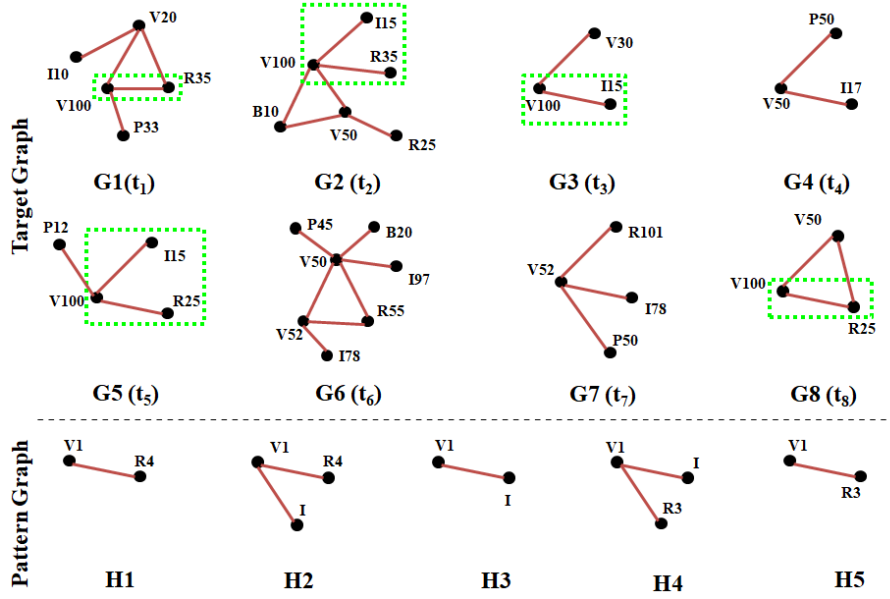 Target Graph
V20
I10
R35
V100
P33
G1(t1)
I15
V100
R35
B10
V50
R25
G2 (t2)
V30
I15
V100
G3 (t3)
P50
V50
I17
G4 (t4)
P12
I15
V100
R25
G5 (t5)
P45
B20
V50
I97
R55
V52
I78
G6 (t6)
R101
V52
I78
P50
G7 (t7)
V50
V100
R25
G8 (t8)
Pattern Graph
V1
R4
H1
V1
R4
I
H2
V1
I
H3
V1
I
R3
H4
V1
R3
H5